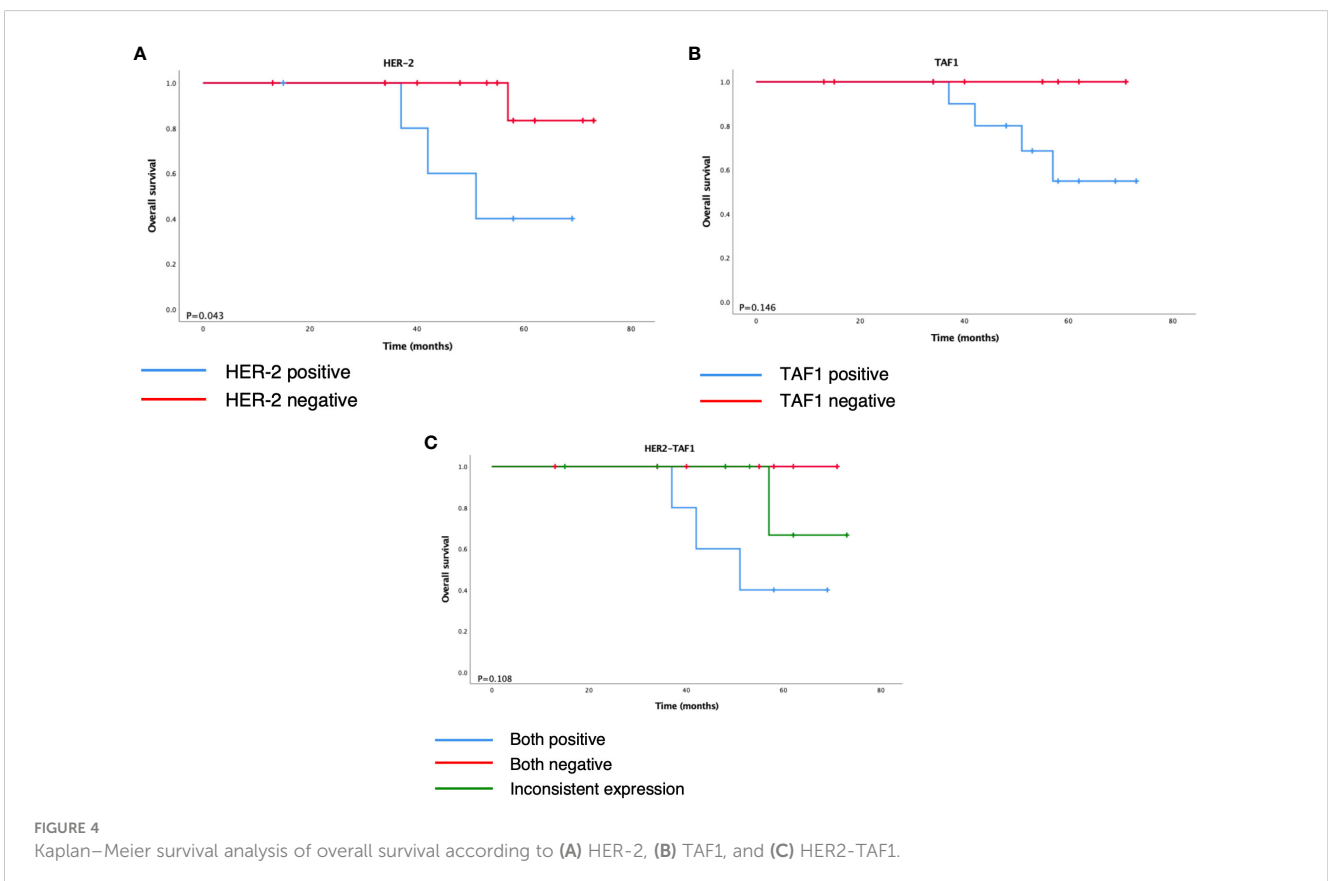 A
HER-2
1.0
0.8
0.6
0.4
0.2
0.0
Overall survival
P=0.043
0 20 40 60 80
Time (months)
HER-2 positive
HER-2 negative
B
TAF1
1.0
0.8
0.6
0.4
0.2
0.0
Overall survival
P=0.146
0 20 40 60 80
Time (months)
TAF1 positive
TAF1 negative
C
HER2-TAF1
1.0
0.8
0.6
0.4
0.2
0.0
Overall survival
P=0.108
0 20 40 60 80
Time (months)
Both positive
Both negative
Inconsistent expression
FIGURE 4
Kaplan–Meier survival analysis of overall survival according to (A) HER-2, (B) TAF1, and (C) HER2-TAF1.